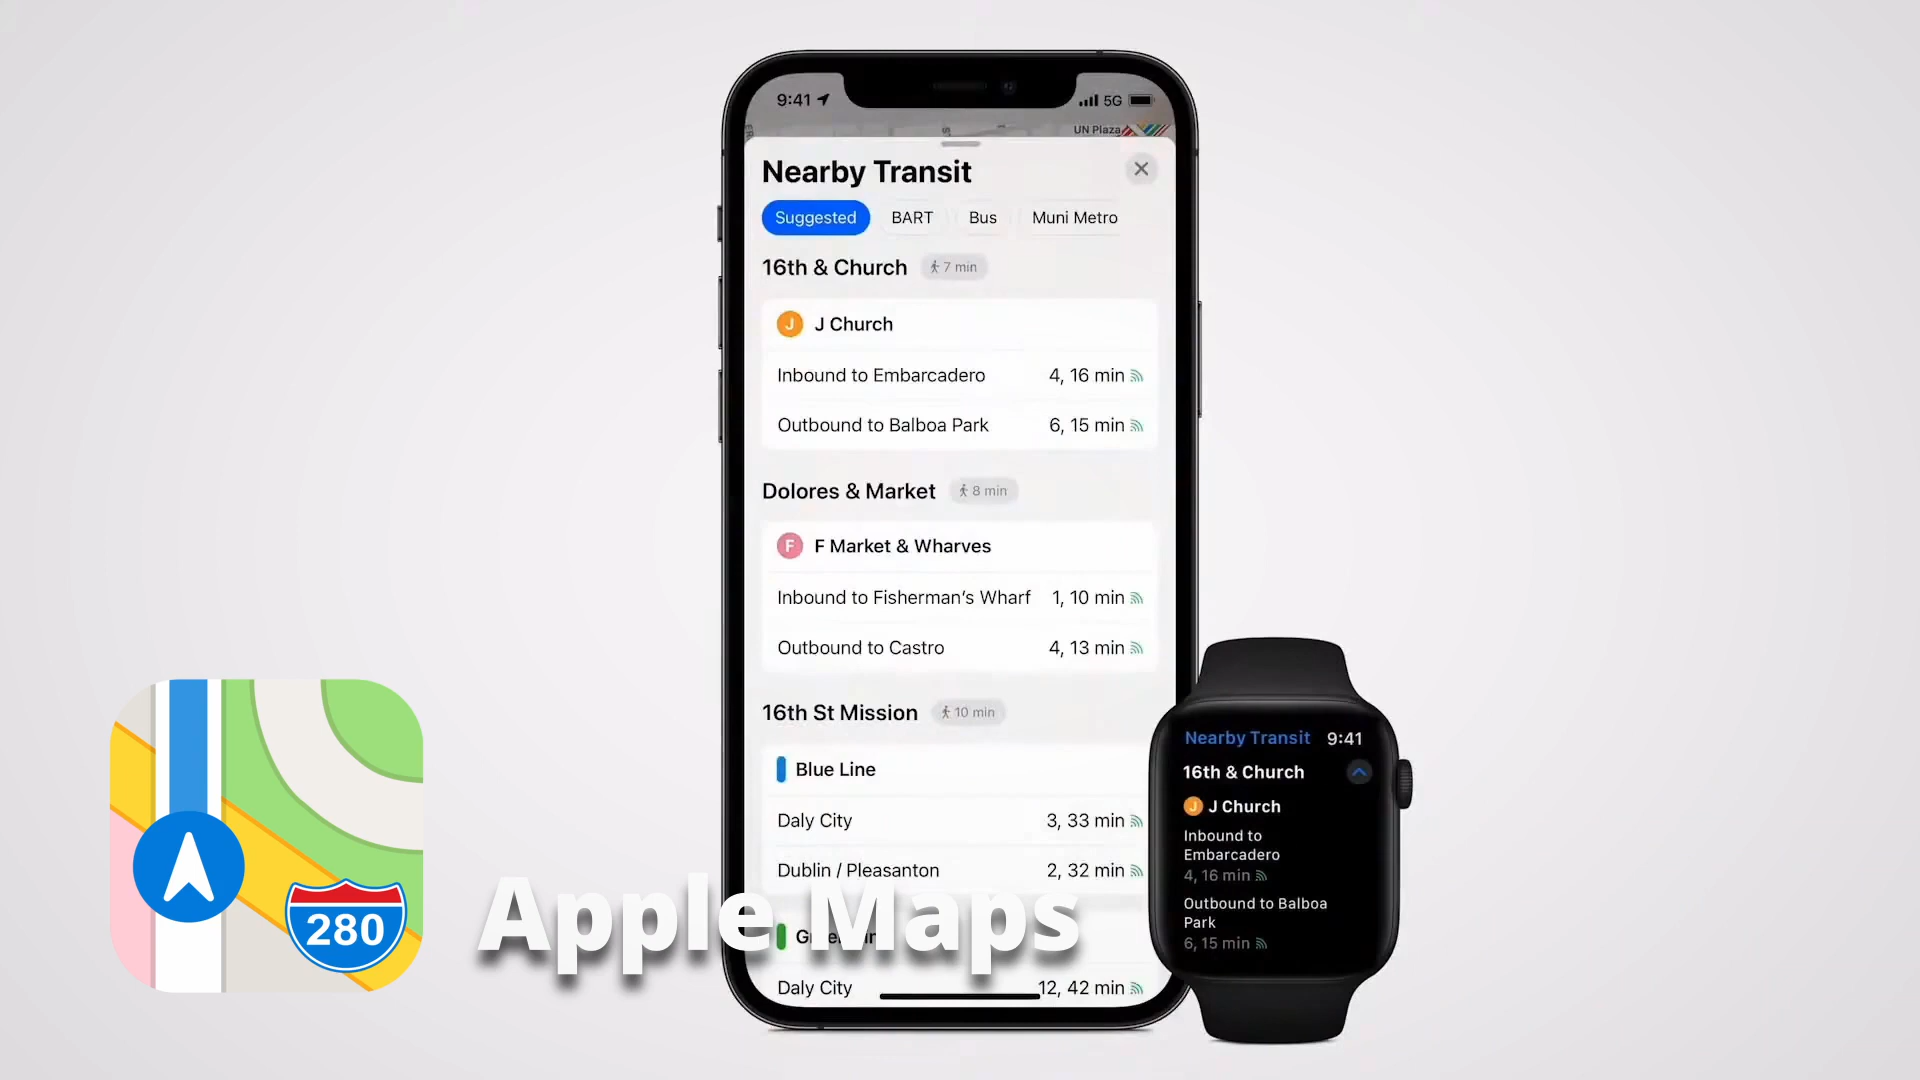 9:41
5G
UN Plaza
Nearby Transit
Suggested
BART
Bus
Muni Metro
16th & Church
7 min
J
J Church
Inbound to Embarcadero
4, 16 min
Outbound to Balboa Park
6, 15 min
Dolores & Market
8 min
F
F Market & Wharves
Inbound to Fisherman's Wharf
1, 10 min
Outbound to Castro
4, 13 min
16th St Mission
10 min
Blue Line
Daly City
3, 33 min
Dublin / Pleasanton
2, 32 min
Daly City
12, 42 min
Nearby Transit
9:41
16th & Church
J
J Church
Inbound to
Embarcadero
4, 16 min
Outbound to Balboa
Park
6, 15 min
280
Apple Maps